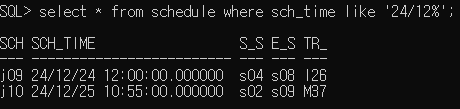 SQL> select * from schedule where sch_time like '24/12%';
SCH SCH_TIME S_S E_S TR_
--- ---------------------------- --- --- ---
j09 24/12/24 12:00:00.000000 s04 s08 I26
j10 24/12/25 10:55:00.000000 s02 s09 M37